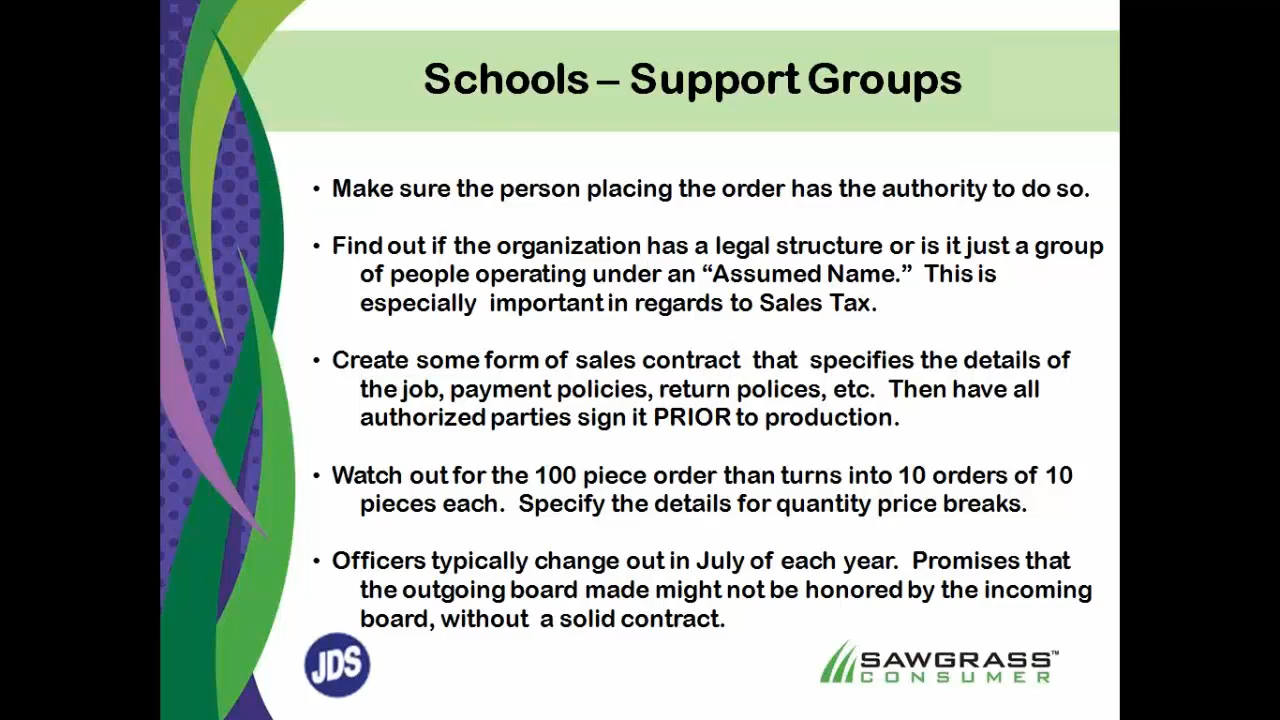 Schools – Support Groups
• Make sure the person placing the order has the authority to do so.
• Find out if the organization has a legal structure or is it just a group
of people operating under an “Assumed Name.” This is
especially important in regards to Sales Tax.
• Create some form of sales contract that specifies the details of
the job, payment policies, return polices, etc. Then have all
authorized parties sign it PRIOR to production.
• Watch out for the 100 piece order than turns into 10 orders of 10
pieces each. Specify the details for quantity price breaks.
• Officers typically change out in July of each year. Promises that
the outgoing board made might not be honored by the incoming
board, without a solid contract.
JDS
SAWGRASS™
CONSUMER